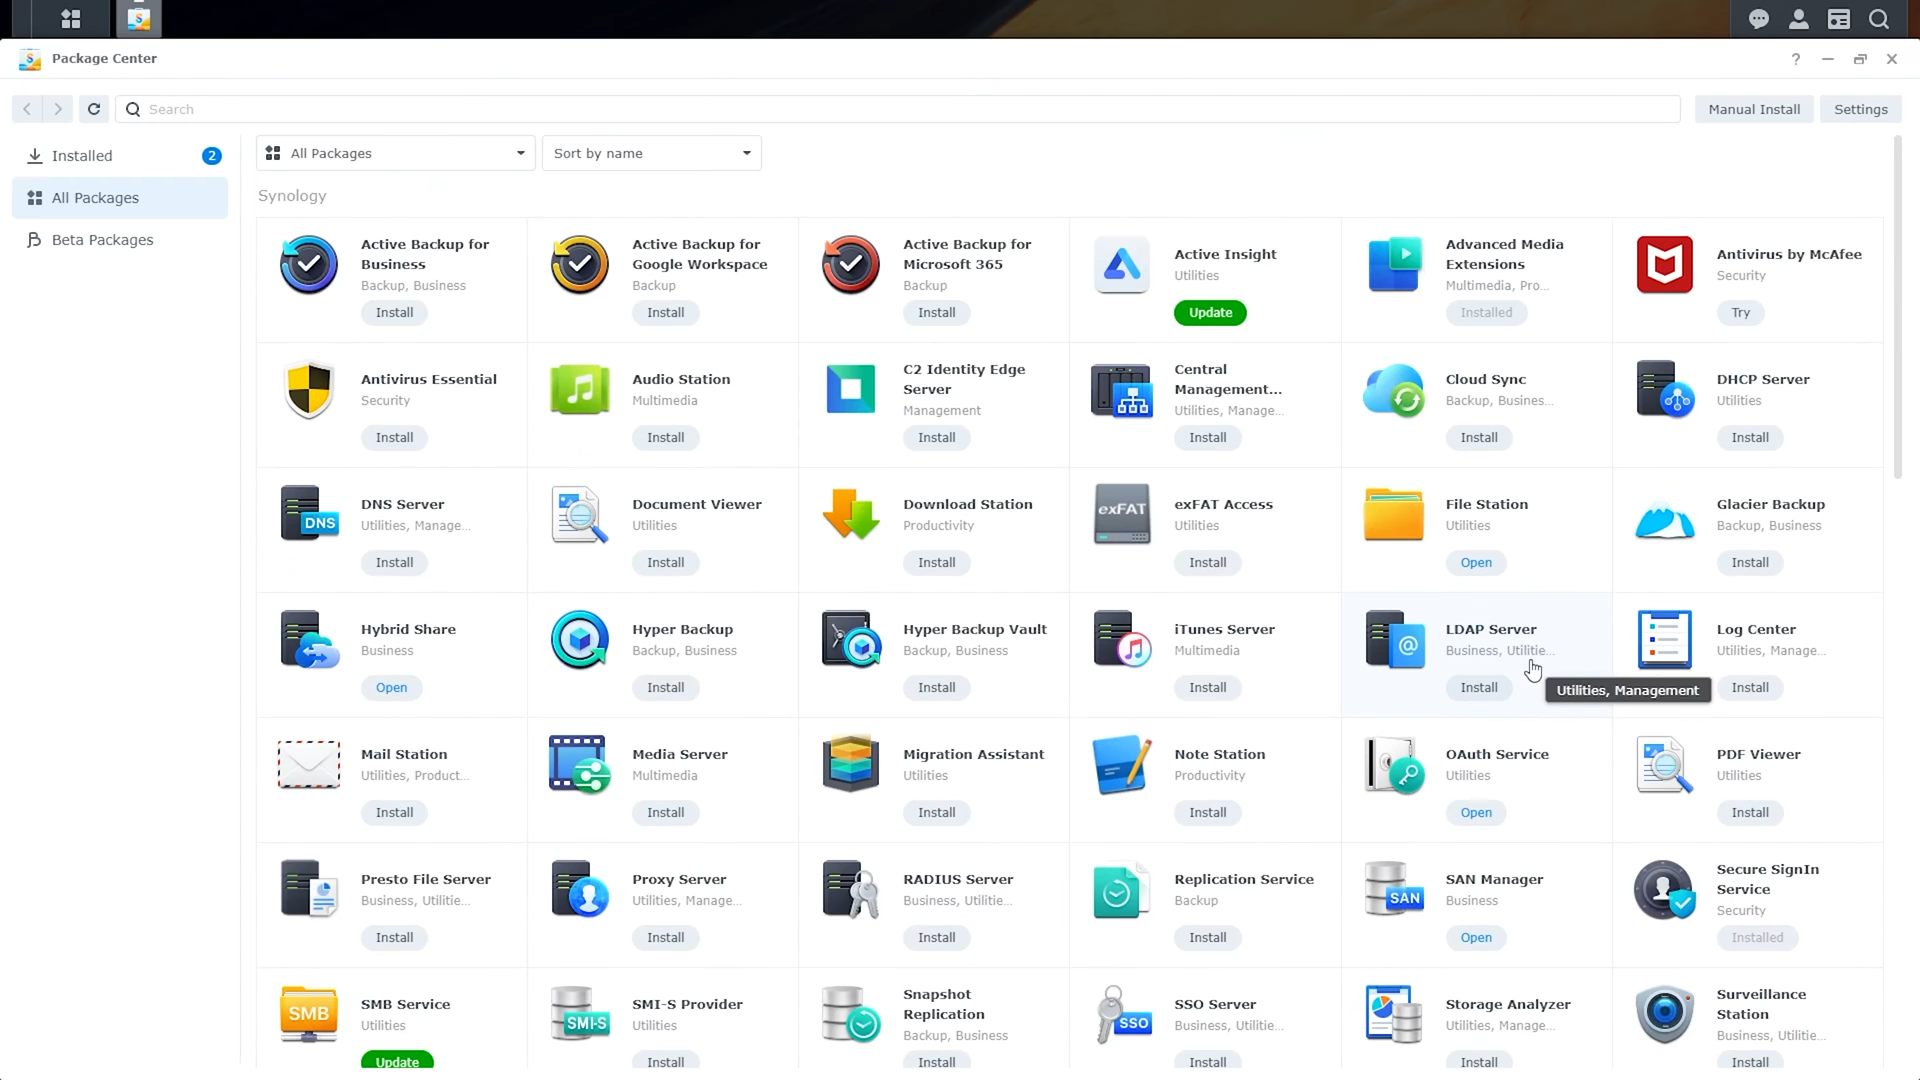 Package Center
Search
Manual Install
Settings
Installed
2
All Packages
Beta Packages
All Packages
Sort by name
Synology
Active Backup for
Business
Backup, Business
Install
Active Backup for
Google Workspace
Backup
Install
Active Backup for
Microsoft 365
Backup
Install
Active Insight
Utilities
Update
Advanced Media
Extensions
Multimedia, Pro...
Installed
Antivirus by McAfee
Security
Try
Antivirus Essential
Security
Install
Audio Station
Multimedia
Install
C2 Identity Edge
Server
Management
Install
Central
Management...
Utilities, Manage...
Install
Cloud Sync
Backup, Busines...
Install
DHCP Server
Utilities
Install
DNS
DNS Server
Utilities, Manage...
Install
Document Viewer
Utilities
Install
Download Station
Productivity
Install
exFAT
exFAT Access
Utilities
Install
File Station
Utilities
Open
Glacier Backup
Backup, Business
Install
Hybrid Share
Business
Open
Hyper Backup
Backup, Business
Install
Hyper Backup Vault
Backup, Business
Install
iTunes Server
Multimedia
Install
@
LDAP Server
Business, Utilitie...
Install
Utilities, Management
Log Center
Utilities, Manage...
Install
Mail Station
Utilities, Product...
Install
Media Server
Multimedia
Install
Migration Assistant
Utilities
Install
Note Station
Productivity
Install
OAuth Service
Utilities
Open
PDF Viewer
Utilities
Install
Presto File Server
Business, Utilitie...
Install
Proxy Server
Utilities, Manage...
Install
RADIUS Server
Business, Utilitie...
Install
Replication Service
Backup
Install
SAN
SAN Manager
Business
Open
Secure SignIn
Service
Security
Installed
SMB
SMB Service
Utilities
Update
SMI-S
SMI-S Provider
Utilities
Install
Snapshot
Replication
Backup, Business
Install
SSO
SSO Server
Business, Utilitie...
Install
Storage Analyzer
Utilities, Manage...
Install
Surveillance
Station
Business, Utilitie...
Install